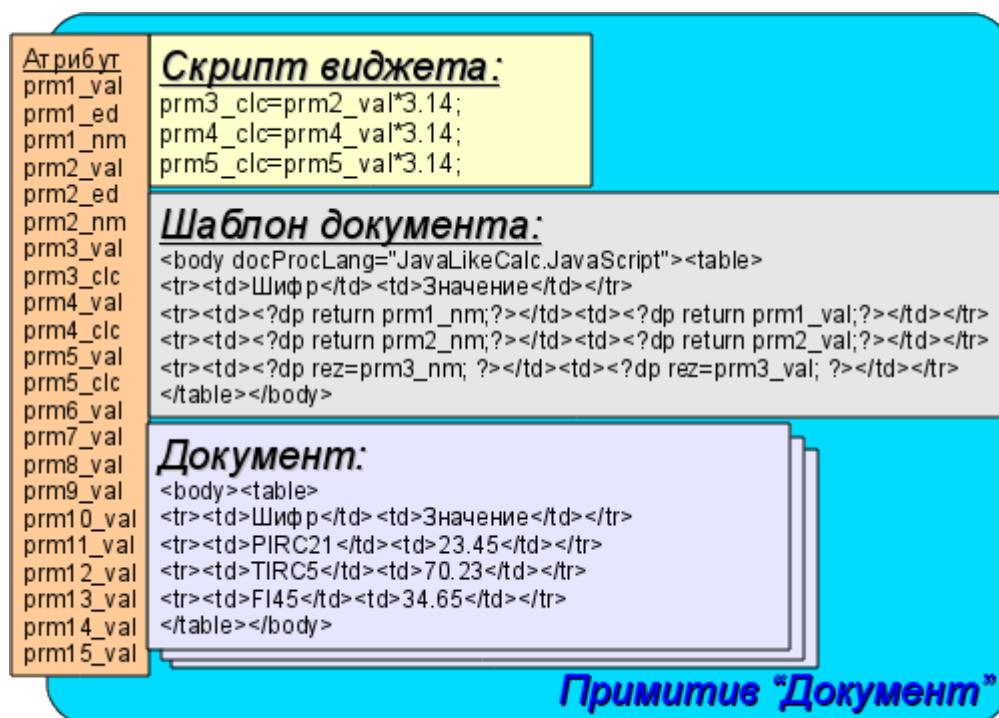 Атрибут
prm1_val
prm1_ed
prm1_nm
prm2_val
prm2_ed
prm2_nm
prm3_val
prm3_clc
prm4_val
prm4_clc
prm5_val
prm5_clc
prm6_val
prm7_val
prm8_val
prm9_val
prm10_val
prm11_val
prm12_val
prm13_val
prm14_val
prm15_val
Скрипт виджета:
prm3_clc=prm2_val*3.14;
prm4_clc=prm4_val*3.14;
prm5_clc=prm5_val*3.14;
Шаблон документа:
<body docProcLang="JavaLikeCalc.JavaScript"><table>
<tr><td>Шифр</td><td>Значение</td></tr>
<tr><td><?dp return prm1_nm;?></td><td><?dp return prm1_val;?></td></tr>
<tr><td><?dp return prm2_nm;?></td><td><?dp return prm2_val;?></td></tr>
<tr><td><?dp rez=prm3_nm; ?></td><td><?dp rez=prm3_val; ?></td></tr>
</table></body>
Документ:
<body><table>
<tr><td>Шифр</td><td>Значение</td></tr>
<tr><td>PIRC21</td><td>23.45</td></tr>
<tr><td>TIRC5</td><td>70.23</td></tr>
<tr><td>FI45</td><td>34.65</td></tr>
</table></body>
Примитив "Документ"